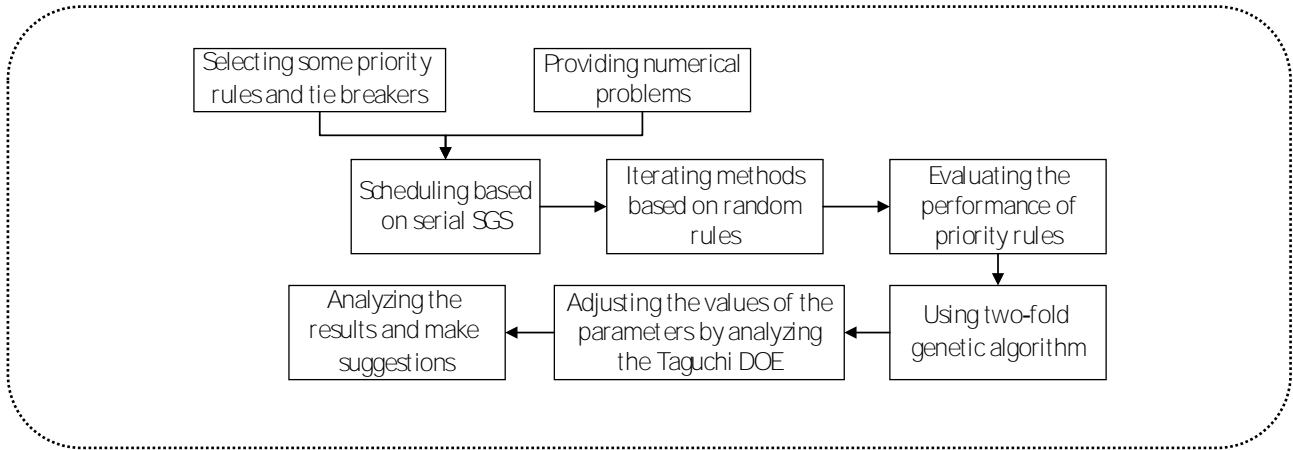 Selecting some priority
rules and tie breakers
Providing numerical
problems
Scheduling based
on serial SGS
Iterating methods
based on random
rules
Evaluating the
performance of
priority rules
Using two-fold
genetic algorithm
Adjusting the values of the
parameters by analyzing
the Taguchi DOE
Analyzing the
results and make
suggestions